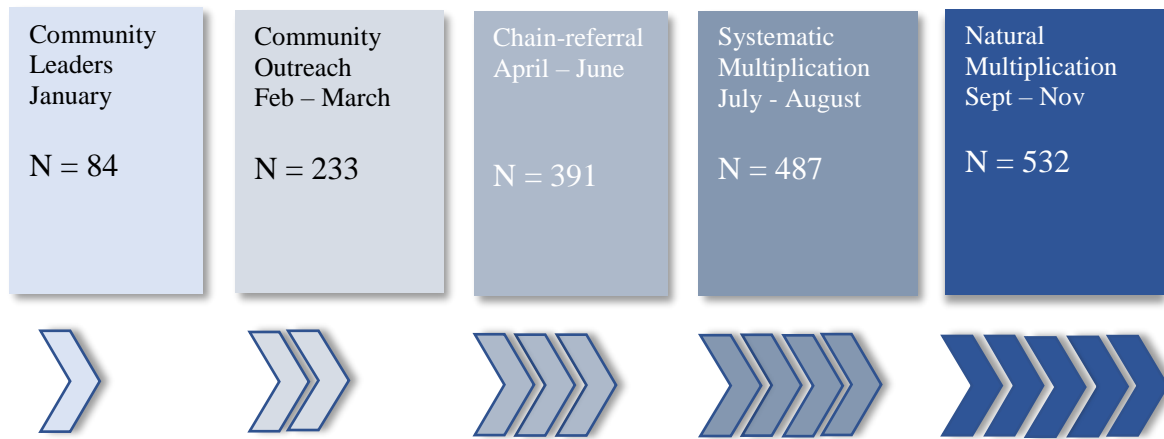 Community
Leaders
January
N = 84
Community
Outreach
Feb – March
N = 233
Chain-referral
April – June
N = 391
Systematic
Multiplication
July - August
N = 487
Natural
Multiplication
Sept – Nov
N = 532